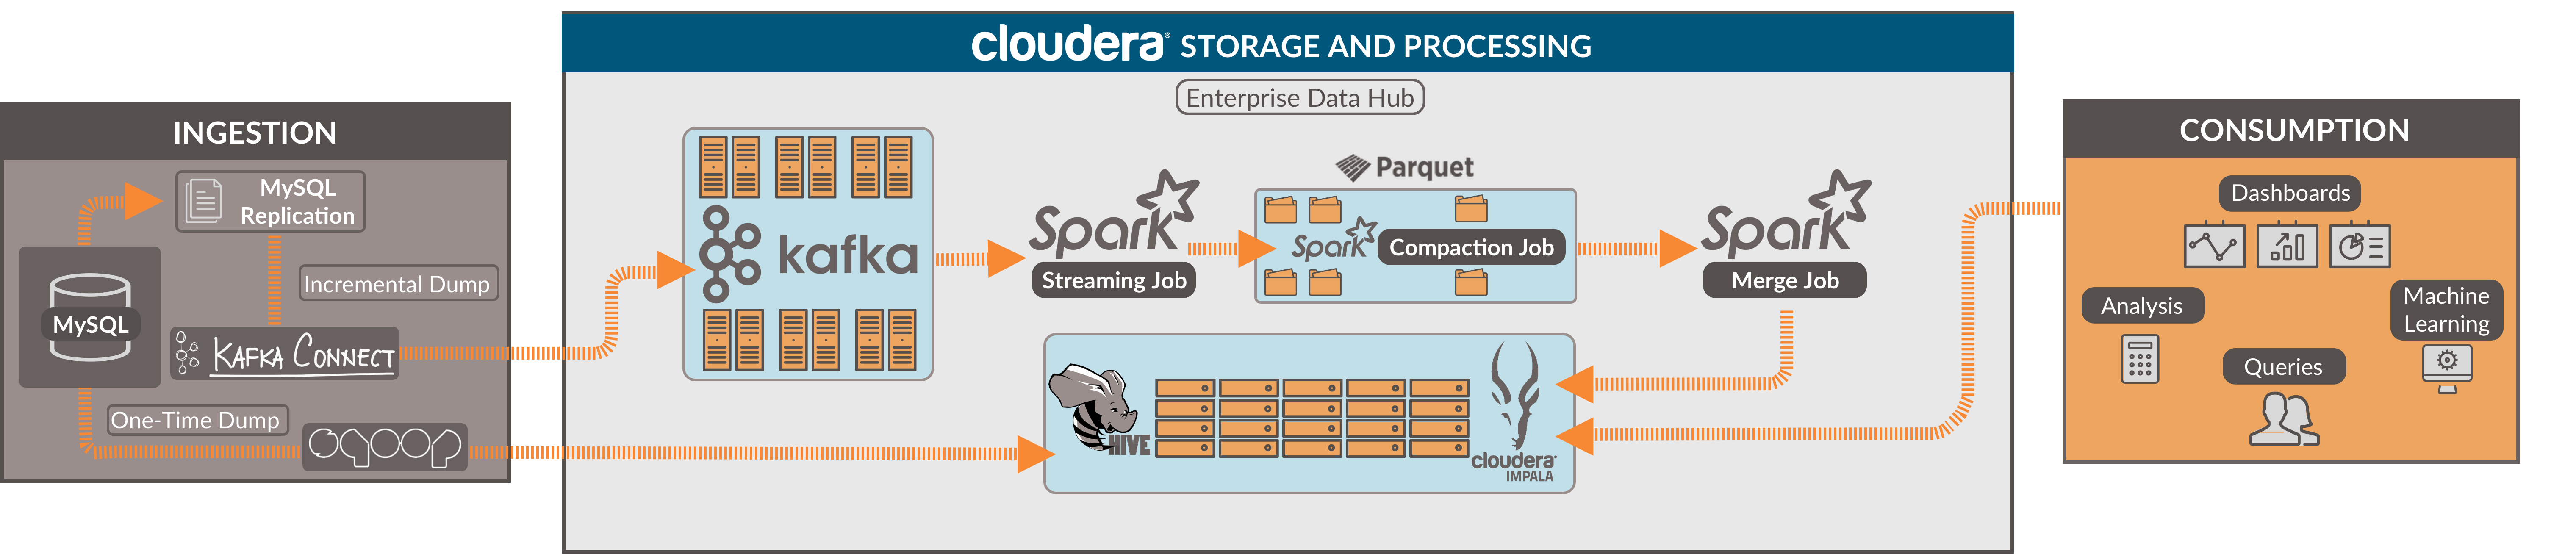 INGESTION
MySQL
Replication
Incremental Dump
MySQL
KAFKA CONNECT
One-Time Dump
sqoop
cloudera® STORAGE AND PROCESSING
Enterprise Data Hub
kafka
Spark
Streaming Job
Parquet
Spark Compaction Job
Spark
Merge Job
HIVE
cloudera®
IMPALA
CONSUMPTION
Dashboards
Analysis
Machine
Learning
Queries